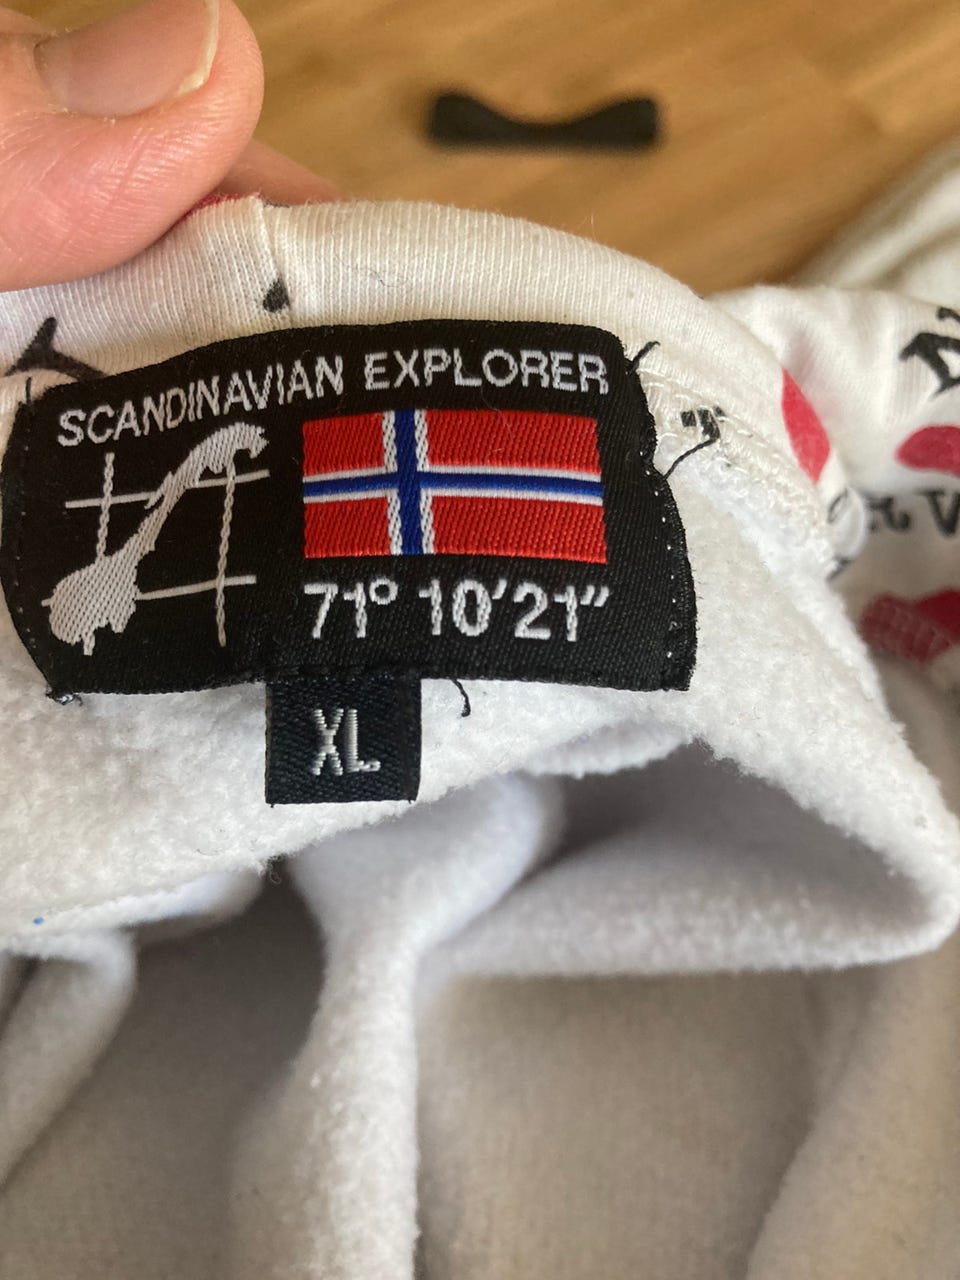 SCANDINAVIAN EXPLORER
71° 10'21"
XL